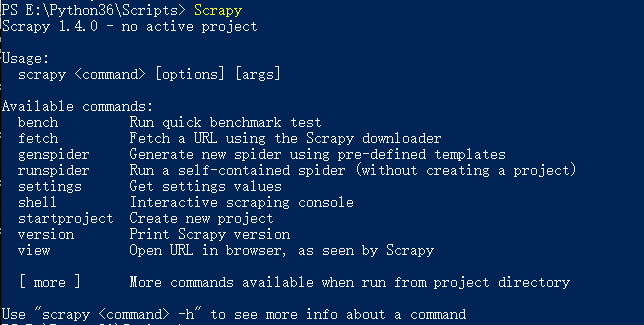 PS E:\Python36\Scripts> Scrapy
Scrapy 1.4.0 - no active project
Usage:
scrapy <command> [options] [args]
Available commands:
bench Run quick benchmark test
fetch Fetch a URL using the Scrapy downloader
genspider Generate new spider using pre-defined templates
runspider Run a self-contained spider (without creating a project)
settings Get settings values
shell Interactive scraping console
startproject Create new project
version Print Scrapy version
view Open URL in browser, as seen by Scrapy
[ more ] More commands available when run from project directory
Use "scrapy <command> -h" to see more info about a command